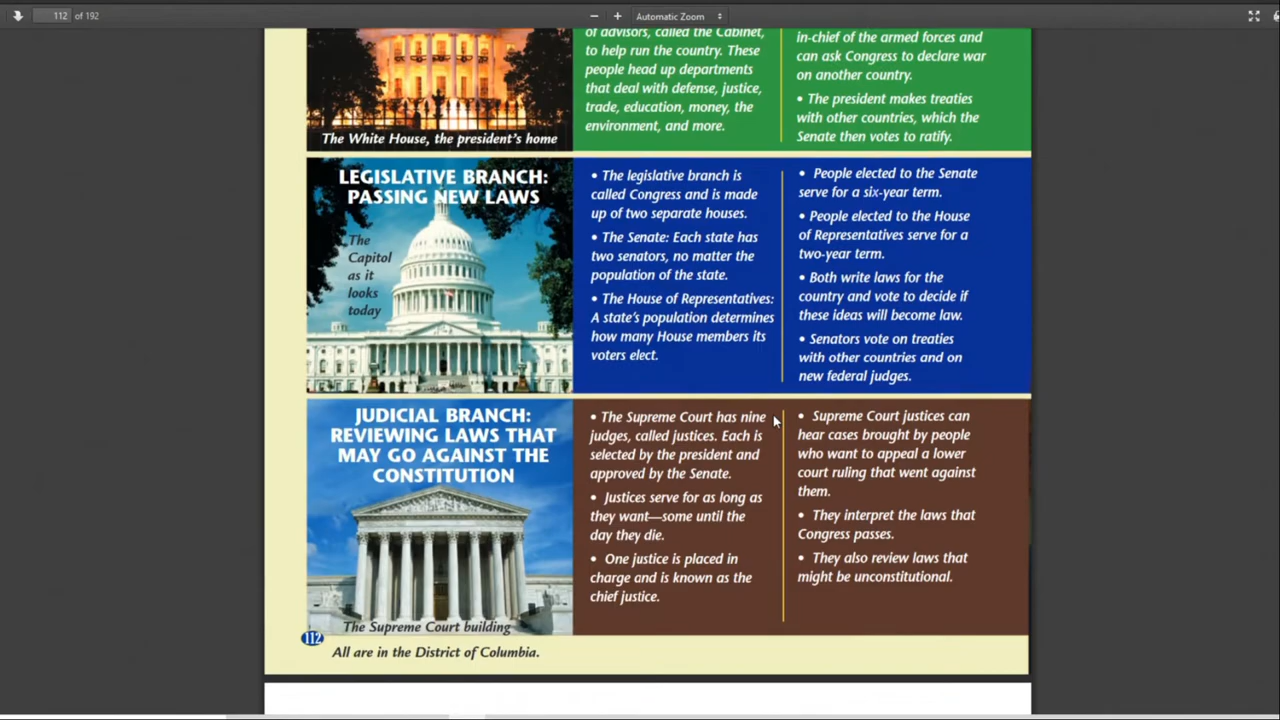 112 of 192
Automatic Zoom
of advisors, called the Cabinet,
to help run the country. These
people head up departments
that deal with defense, justice,
trade, education, money, the
environment, and more.
in-chief of the armed forces and
can ask Congress to declare war
on another country.
• The president makes treaties
with other countries, which the
Senate then votes to ratify.
The White House, the president's home
LEGISLATIVE BRANCH:
PASSING NEW LAWS
The
Capitol
as it
looks
today
• The legislative branch is
called Congress and is made
up of two separate houses.
• The Senate: Each state has
two senators, no matter the
population of the state.
• The House of Representatives:
A state's population determines
how many House members its
voters elect.
• People elected to the Senate
serve for a six-year term.
• People elected to the House
of Representatives serve for a
two-year term.
• Both write laws for the
country and vote to decide if
these ideas will become law.
• Senators vote on treaties
with other countries and on
new federal judges.
JUDICIAL BRANCH:
REVIEWING LAWS THAT
MAY GO AGAINST THE
CONSTITUTION
The Supreme Court building
• The Supreme Court has nine
judges, called justices. Each is
selected by the president and
approved by the Senate.
• Justices serve for as long as
they want—some until the
day they die.
• One justice is placed in
charge and is known as the
chief justice.
• Supreme Court justices can
hear cases brought by people
who want to appeal a lower
court ruling that went against
them.
• They interpret the laws that
Congress passes.
• They also review laws that
might be unconstitutional.
112
All are in the District of Columbia.